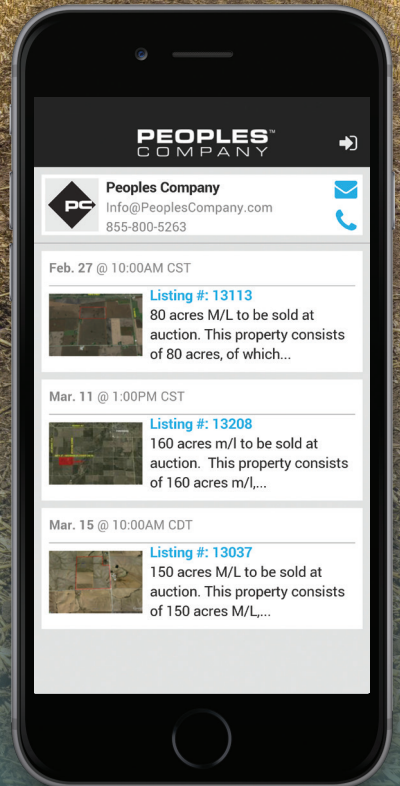 PEOPLES™
COMPANY
PC
Peoples Company
Info@PeoplesCompany.com
855-800-5263
Feb. 27 @ 10:00AM CST
Listing #: 13113
80 acres M/L to be sold at
auction. This property consists
of 80 acres, of which...
Mar. 11 @ 1:00PM CST
Listing #: 13208
160 acres m/l to be sold at
auction.  This property consists
of 160 acres m/l,...
Mar. 15 @ 10:00AM CDT
Listing #: 13037
150 acres M/L to be sold at
auction. This property consists
of 150 acres M/L,...